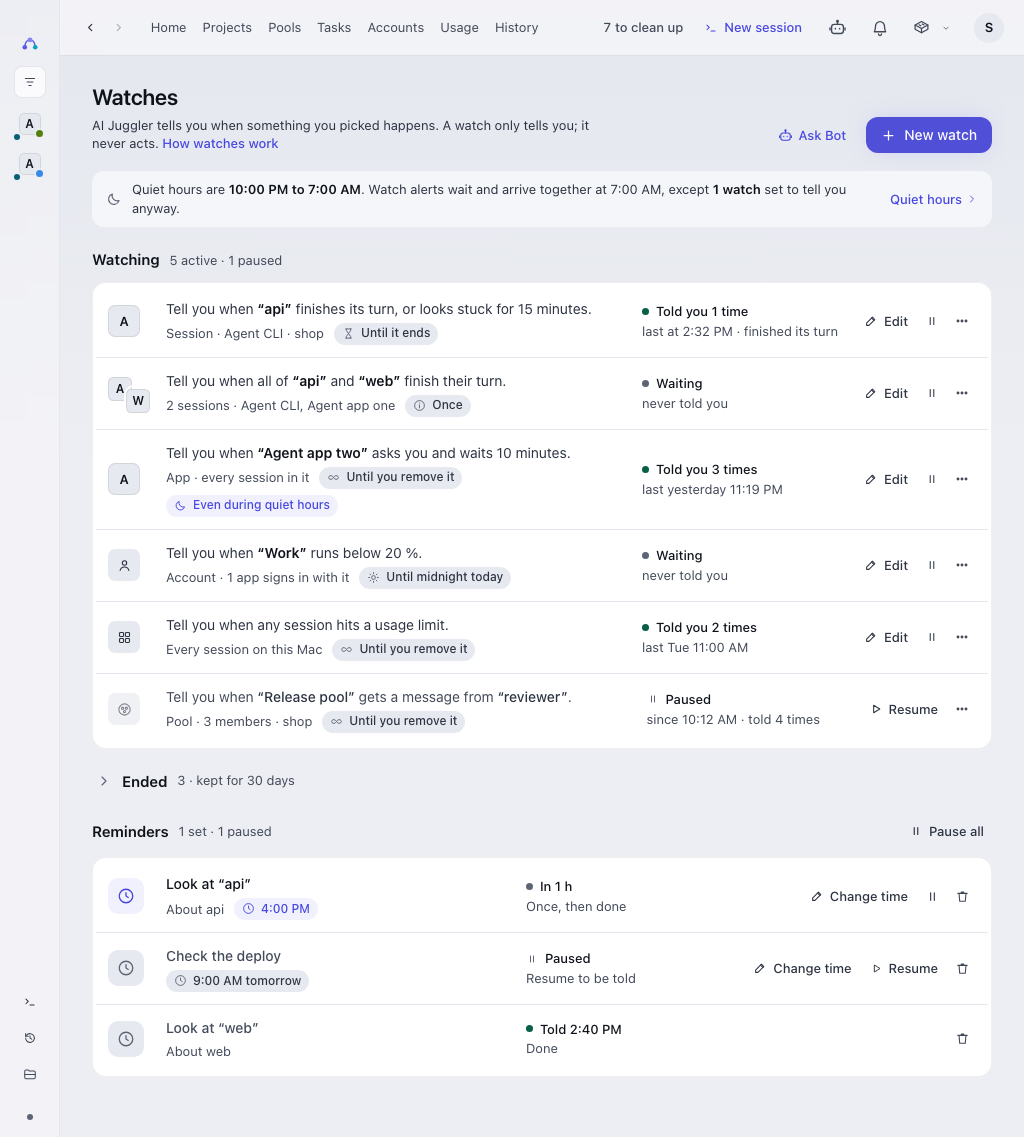 Home Projects Pools Tasks Accounts Usage History 7 to clean up New session S
A
A
Watches
AI Juggler tells you when something you picked happens. A watch only tells you; it
never acts. How watches work
Ask Bot
New watch
Quiet hours are 10:00 PM to 7:00 AM. Watch alerts wait and arrive together at 7:00 AM, except 1 watch set to tell you
anyway.
Quiet hours
Watching 5 active · 1 paused
A
Tell you when “api” finishes its turn, or looks stuck for 15 minutes.
Session · Agent CLI · shop Until it ends
Told you 1 time
last at 2:32 PM · finished its turn
Edit
A W
Tell you when all of “api” and “web” finish their turn.
2 sessions · Agent CLI, Agent app one Once
Waiting
never told you
Edit
A
Tell you when “Agent app two” asks you and waits 10 minutes.
App · every session in it Until you remove it
Even during quiet hours
Told you 3 times
last yesterday 11:19 PM
Edit
Tell you when “Work” runs below 20 %.
Account · 1 app signs in with it Until midnight today
Waiting
never told you
Edit
Tell you when any session hits a usage limit.
Every session on this Mac Until you remove it
Told you 2 times
last Tue 11:00 AM
Edit
Tell you when “Release pool” gets a message from “reviewer”.
Pool · 3 members · shop Until you remove it
Paused
since 10:12 AM · told 4 times
Resume
Ended 3 · kept for 30 days
Reminders 1 set · 1 paused
Pause all
Look at “api”
About api 4:00 PM
In 1 h
Once, then done
Change time
Check the deploy
9:00 AM tomorrow
Paused
Resume to be told
Change time
Resume
Look at “web”
About web
Told 2:40 PM
Done